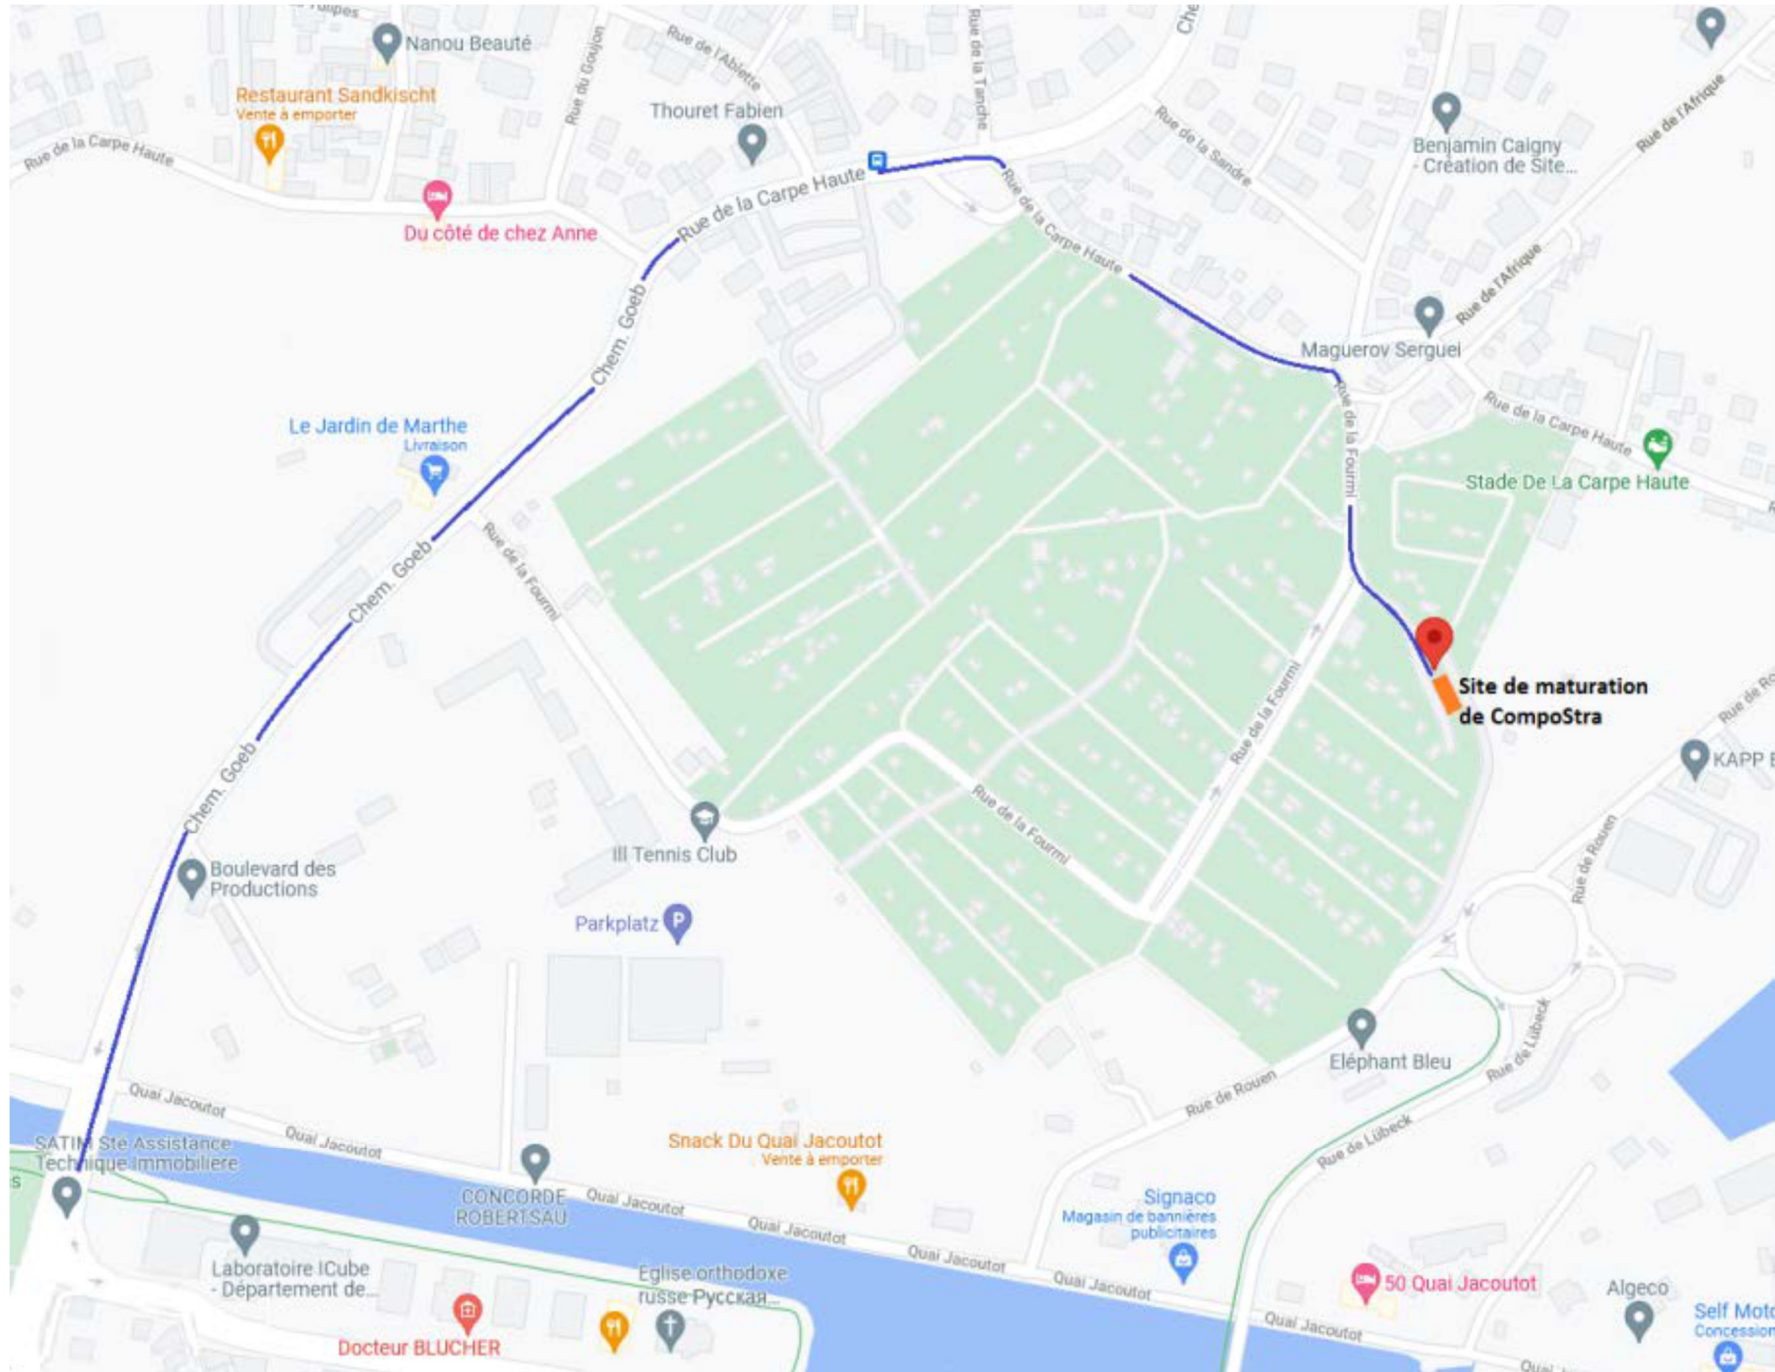 Tulipes
Nanou Beauté
Rue du Goujon
Rue de l'Ablette
Rue de la Tanche
Che
Restaurant Sandkischt
Vente à emporter
Thouret Fabien
Rue de la Carpe Haute
Rue de la Sandre
Benjamin Caigny
- Création de Site...
Rue de l'Afrique
Du côté de chez Anne
Rue de la Carpe Haute
Rue de la Carpe Haute
Rue de l'Afrique
Chem. Goeb
Maguerov Serguei
Le Jardin de Marthe
Livraison
Rue de la Fourmi
Rue de la Carpe Haute
Stade De La Carpe Haute
R
Chem. Goeb
Rue de la Fourmi
Site de maturation
de CompoStra
Rue de la Fourmi
Rue de Ro
Chem. Goeb
KAPP E
Rue de la Fourmi
Ill Tennis Club
Boulevard des
Productions
Rue de Rouen
Parkplatz
P
Eléphant Bleu
Rue de Lübeck
Rue de Rouen
Quai Jacoutot
Quai Jacoutot
Rue de Lübeck
SATIM Sté Assistance
Technique Immobiliere
s
Snack Du Quai Jacoutot
Vente à emporter
CONCORDE
ROBERTSAU
Quai Jacoutot
Quai Jacoutot
Signaco
Magasin de bannières
publicitaires
Quai Jacoutot
Quai Jacoutot
Laboratoire ICube
- Département de...
Eglise orthodoxe
russe Русская...
50 Quai Jacoutot
Algeco
Quai Jacoutot
Self Moto
Concession
Docteur BLUCHER
Quai